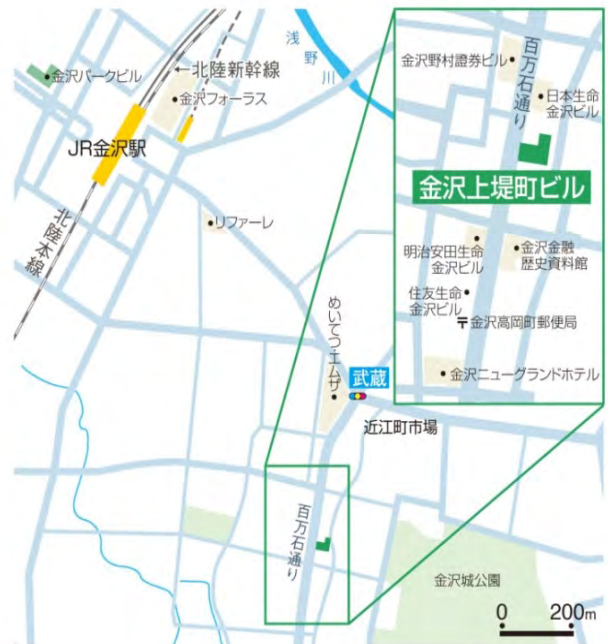 浅野川
金沢パークビル
←北陸新幹線
金沢フォーラス
JR金沢駅
北陸本線
リファーレ
めいてつ・エムザ
武蔵
近江町市場
百万石通り
金沢城公園
0 200m
金沢野村證券ビル
百万石通り
日本生命
金沢ビル
金沢上堤町ビル
明治安田生命
金沢ビル
金沢金融
歴史資料館
住友生命
金沢ビル
〒金沢高岡町郵便局
金沢ニューグランドホテル